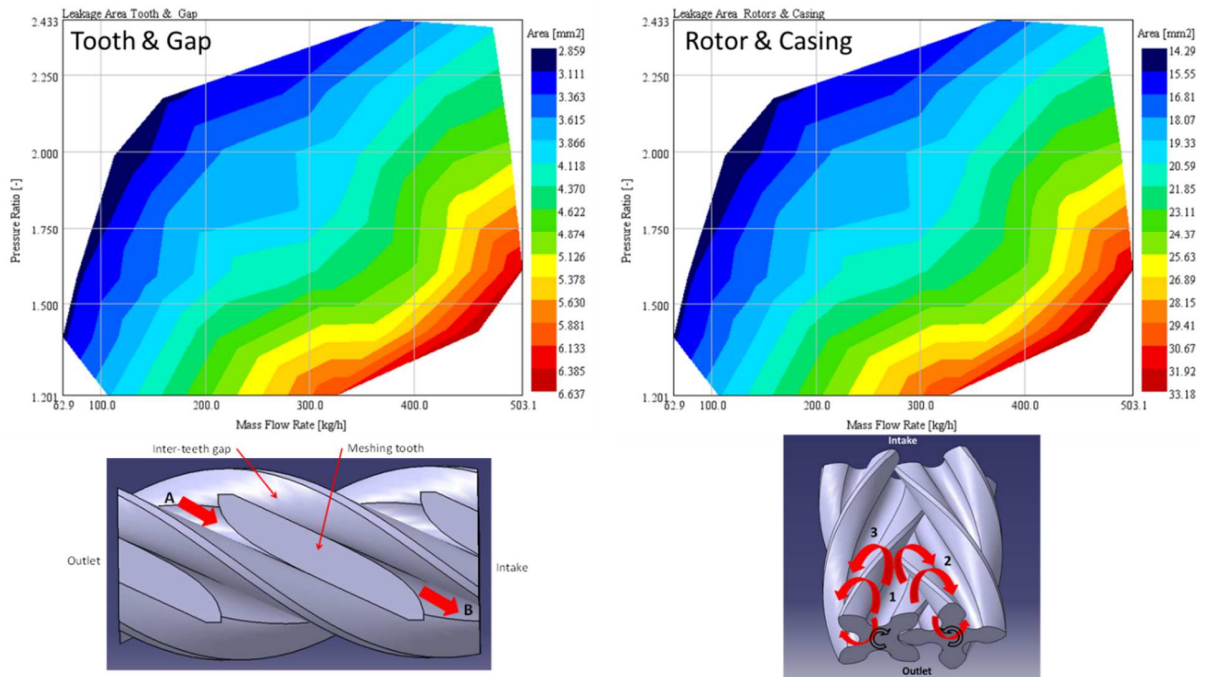 Leakage Area Tooth & Gap
Tooth & Gap
Pressure Ratio [-]
2.433
2.250
2.000
1.750
1.500
1.201
62.9 100.0 200.0 300.0 400.0 503.1
Mass Flow Rate [kg/h]
Area [mm2]
2.859
3.111
3.363
3.615
3.866
4.118
4.370
4.622
4.874
5.126
5.378
5.630
5.881
6.133
6.385
6.637
Leakage Area Rotors & Casing
Rotor & Casing
Pressure Ratio [-]
2.433
2.250
2.000
1.750
1.500
1.201
62.9 100.0 200.0 300.0 400.0 503.1
Mass Flow Rate [kg/h]
Area [mm2]
14.29
15.55
16.81
18.07
19.33
20.59
21.85
23.11
24.37
25.63
26.89
28.15
29.41
30.67
31.92
33.18
Inter-teeth gap
Meshing tooth
A
Outlet
Intake
B
Intake
3
2
1
Outlet